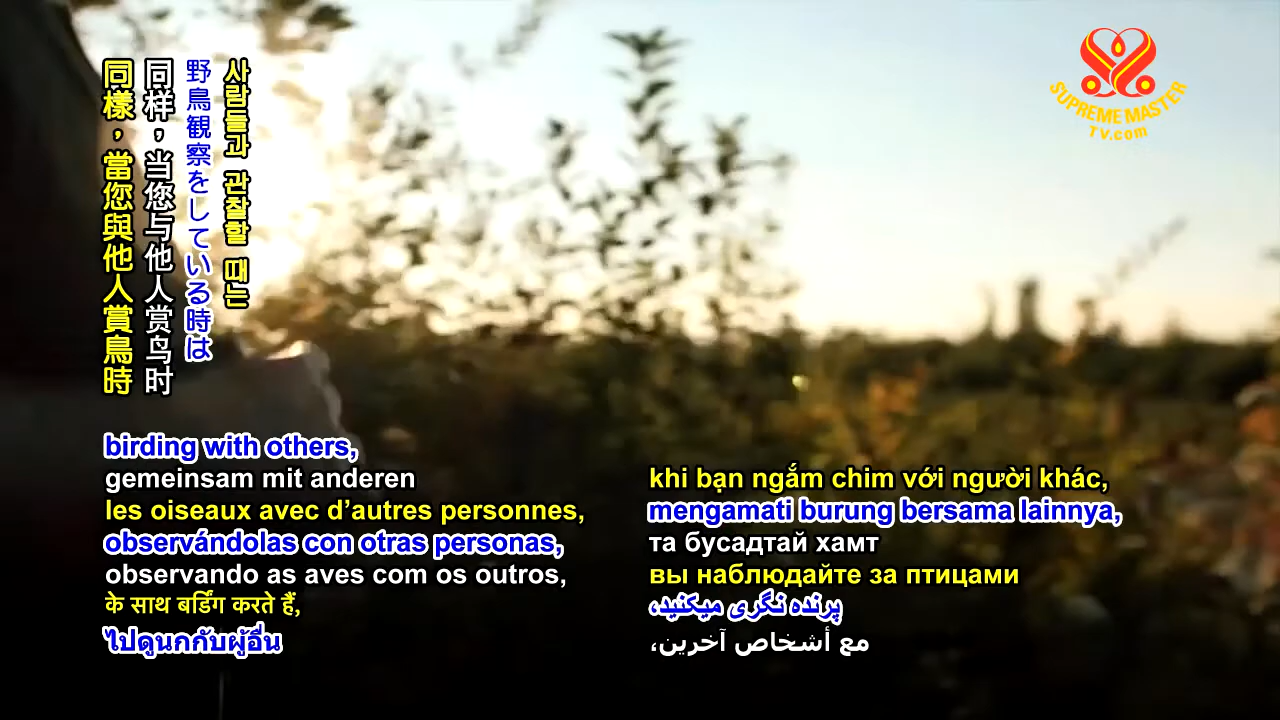 同樣，當您與他人賞鳥時
同样，当您与他人赏鸟时
野鳥観察をしている時は
사람들과 관찰할 때는
SUPREME MASTER
TV.com
birding with others,
gemeinsam mit anderen
les oiseaux avec d’autres personnes,
observándolas con otras personas,
observando as aves com os outros,
के साथ बर्डिंग करते हैं,
ไปดูนกกับผู้อื่น
khi bạn ngắm chim với người khác,
mengamati burung bersama lainnya,
та бусадтай хамт
вы наблюдайте за птицами
پرنده نگری میکنید،
مع أشخاص آخرين،